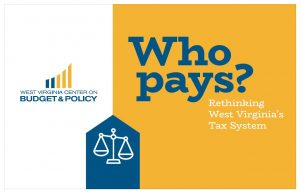 WEST VIRGINIA CENTER ON
BUDGET & POLICY
Who
pays?
Rethinking
West Virginia's
Tax System